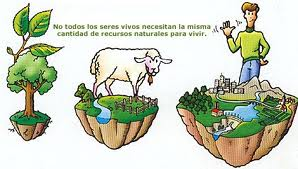 No todos los seres vivos necesitan la misma
cantidad de recursos naturales para vivir.